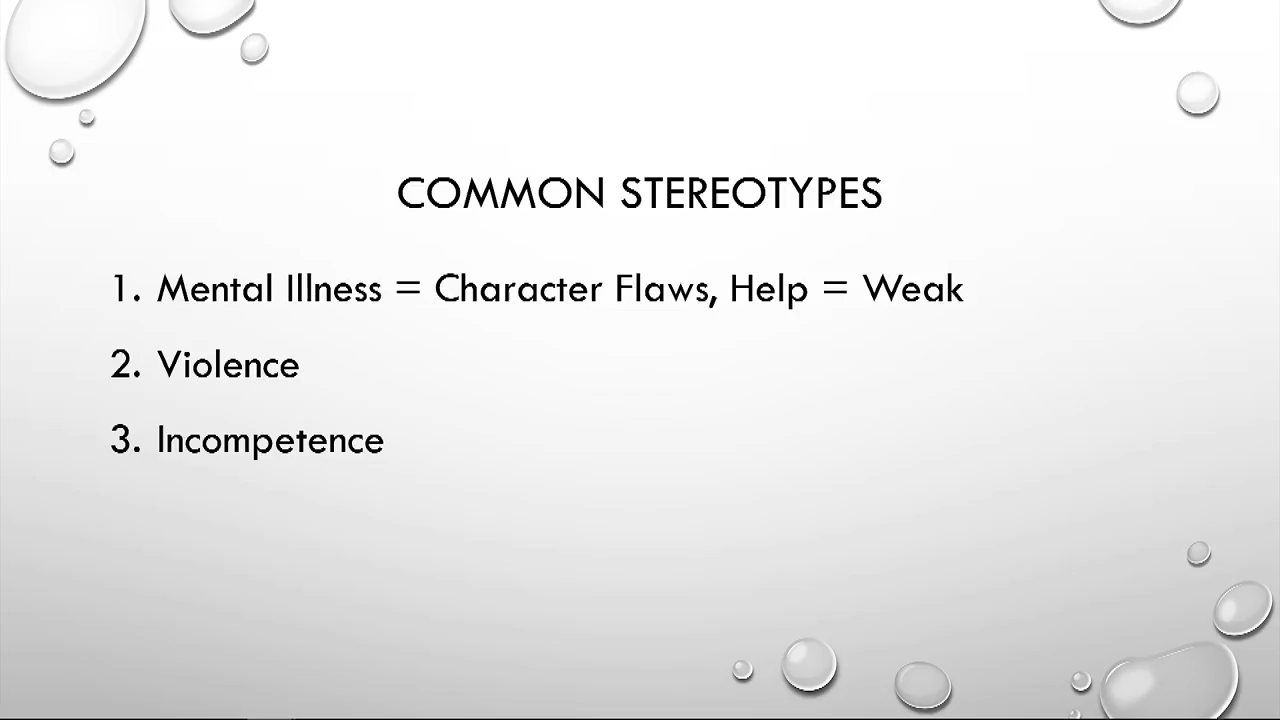 COMMON STEREOTYPES
1. Mental Illness = Character Flaws, Help = Weak
2. Violence
3. Incompetence